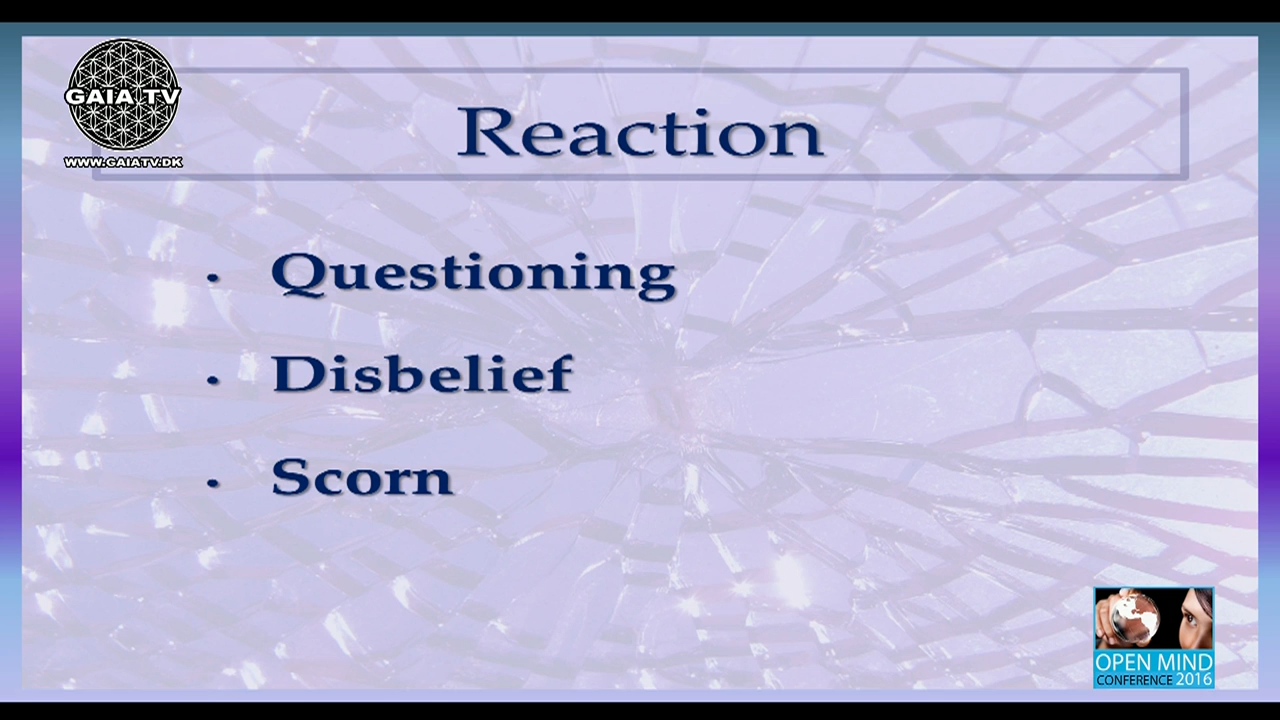 GAIA TV
WWW.GAIATV.DK
Reaction
• Questioning
• Disbelief
• Scorn
OPEN MIND
CONFERENCE 2016